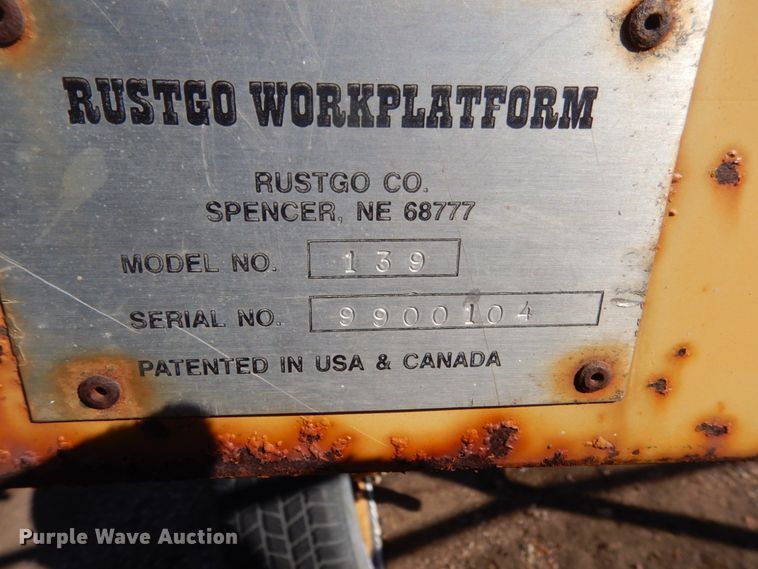 RUSTGO WORKPLATFORM
RUSTGO CO.
SPENCER, NE 68777
MODEL NO. 139
SERIAL NO. 9900104
PATENTED IN USA & CANADA
Purple Wave Auction®